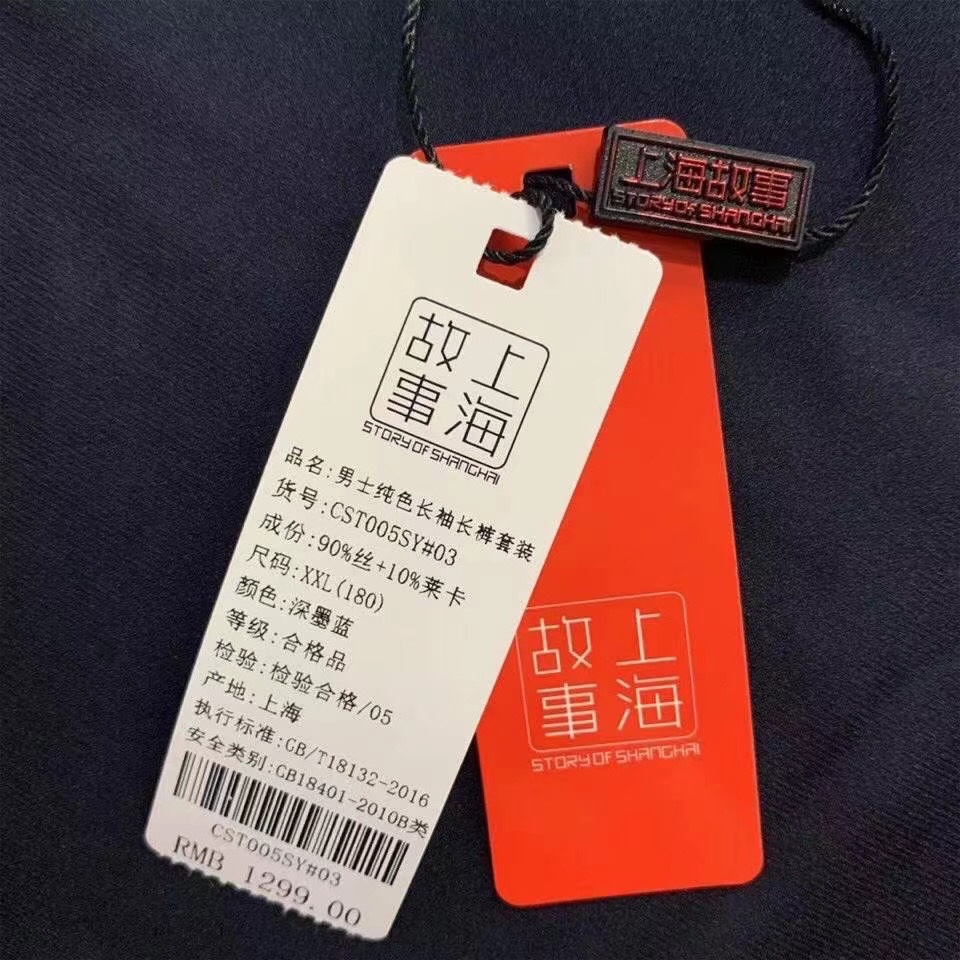 上海故事
STORY OF SHANGHAI
上海
故事
STORY OF SHANGHAI
品名:男士纯色长袖长裤套装
货号:CST005SY#03
成份:90%丝+10%莱卡
尺码:XXL(180)
颜色:深墨蓝
等级:合格品
检验:检验合格/05
产地:上海
执行标准:GB/T18132-2016
安全类别:GB18401-2010B类
CST005SY#03
RMB 1299.00
上海
故事
STORY OF SHANGHAI